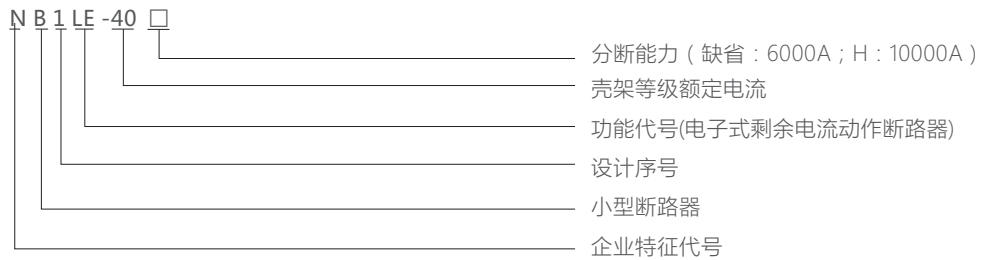 N B 1 LE -40 □
分断能力（缺省：6000A；H：10000A）
壳架等级额定电流
功能代号(电子式剩余电流动作断路器)
设计序号
小型断路器
企业特征代号